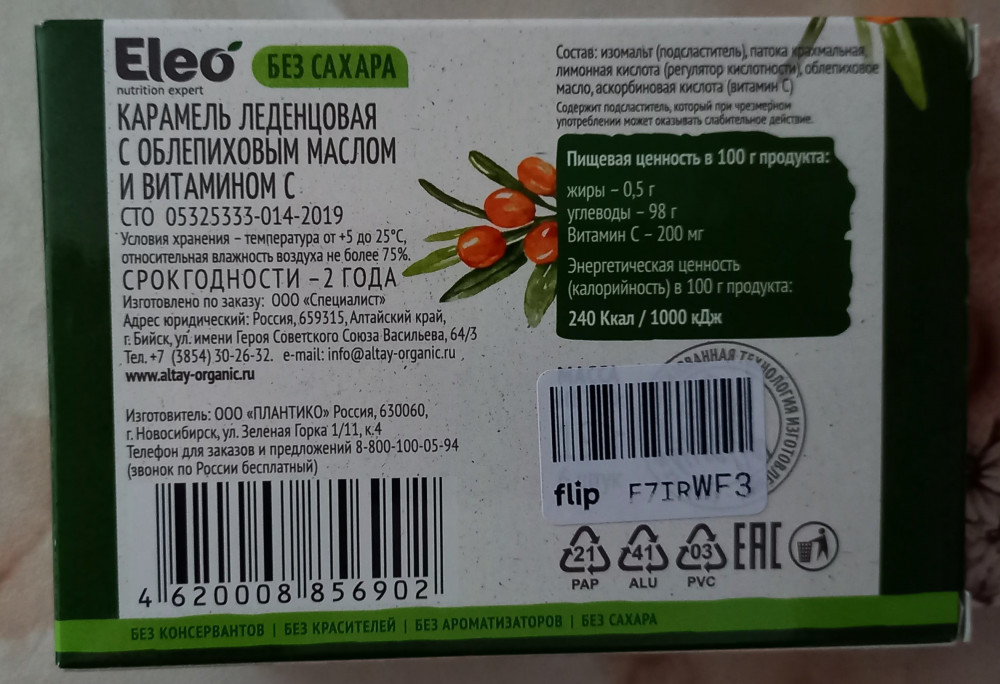 Eleo
nutrition expert
БЕЗ САХАРА
КАРАМЕЛЬ ЛЕДЕНЦОВАЯ
С ОБЛЕПИХОВЫМ МАСЛОМ
И ВИТАМИНОМ С
СТО 05325333-014-2019
Условия хранения – температура от +5 до 25°С,
относительная влажность воздуха не более 75%.
СРОК ГОДНОСТИ – 2 ГОДА
Изготовлено по заказу: ООО «Специалист»
Адрес юридический: Россия, 659315, Алтайский край,
г. Бийск, ул. имени Героя Советского Союза Васильева, 64/3
Тел. +7 (3854) 30-26-32. e-mail: info@altay-organic.ru
www.altay-organic.ru
Изготовитель: ООО «ПЛАНТИКО» Россия, 630060,
г. Новосибирск, ул. Зеленая Горка 1/11, к.4
Телефон для заказов и предложений 8-800-100-05-94
(звонок по России бесплатный)
4 620008 856902
Состав: изомальт (подсластитель), патока крахмальная,
лимонная кислота (регулятор кислотности), облепиховое
масло, аскорбиновая кислота (витамин С)
Содержит подсластитель, который при чрезмерном
употреблении может оказывать слабительное действие.
Пищевая ценность в 100 г продукта:
жиры – 0,5 г
углеводы – 98 г
Витамин С – 200 мг
Энергетическая ценность
(калорийность) в 100 г продукта:
240 Ккал / 1000 кДж
ТЕХНОЛОГИЯ
flip F7IRWF3
21 41 03 EAC
PAP ALU PVC
БЕЗ КОНСЕРВАНТОВ | БЕЗ КРАСИТЕЛЕЙ | БЕЗ АРОМАТИЗАТОРОВ | БЕЗ САХАРА